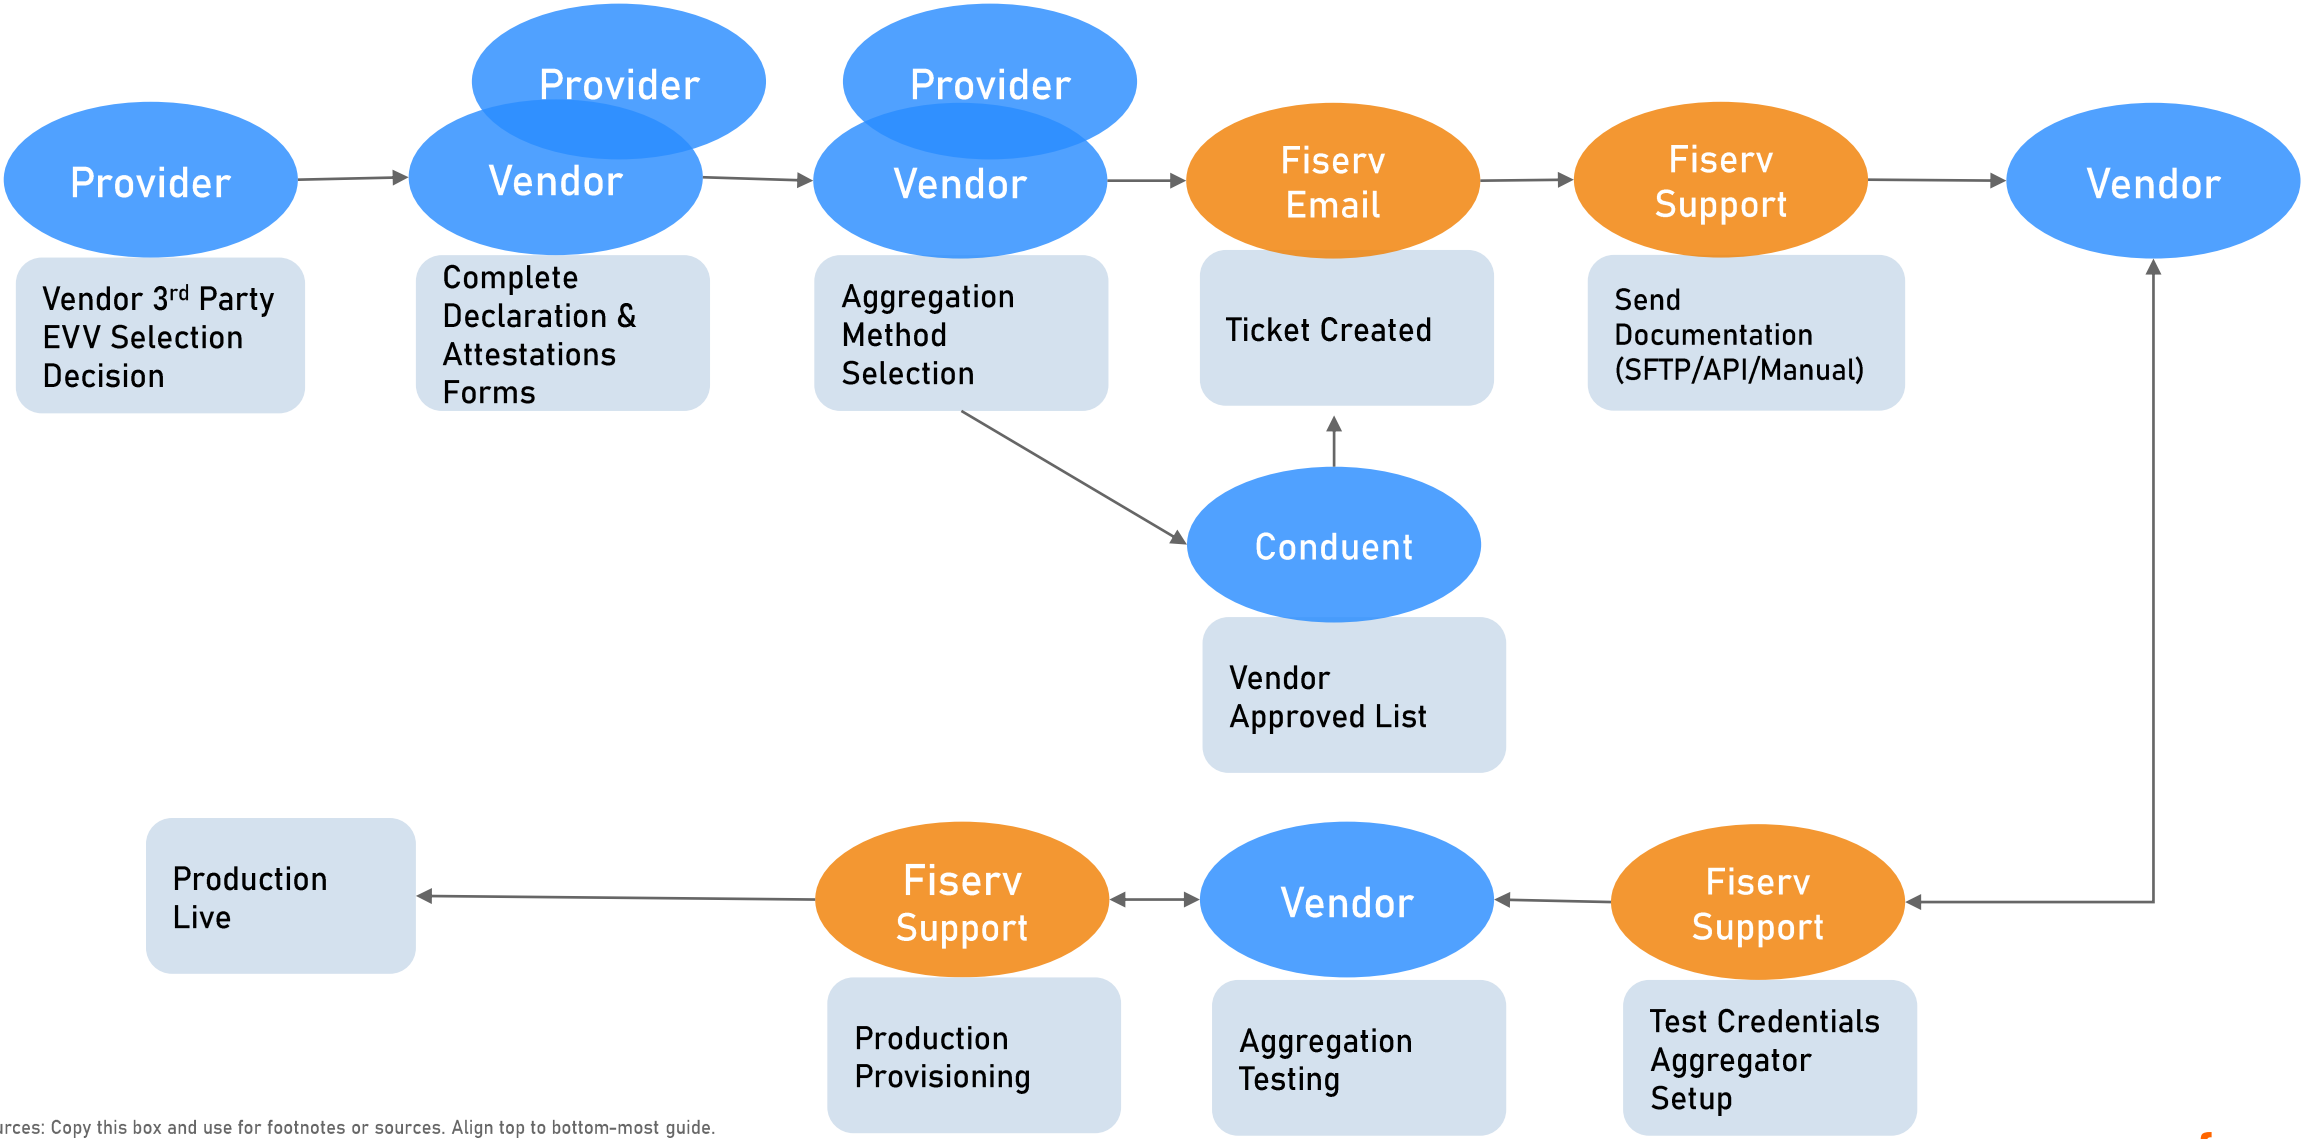 Provider
Provider
Provider
Vendor
Vendor
Fiserv
Email
Fiserv
Support
Vendor
Vendor 3rd Party
EVV Selection
Decision
Complete
Declaration &
Attestations
Forms
Aggregation
Method
Selection
Ticket Created
Send
Documentation
(SFTP/API/Manual)
Conduent
Vendor
Approved List
Production
Live
Fiserv
Support
Vendor
Fiserv
Support
Production
Provisioning
Aggregation
Testing
Test Credentials
Aggregator
Setup
urces: Copy this box and use for footnotes or sources. Align top to bottom-most guide.